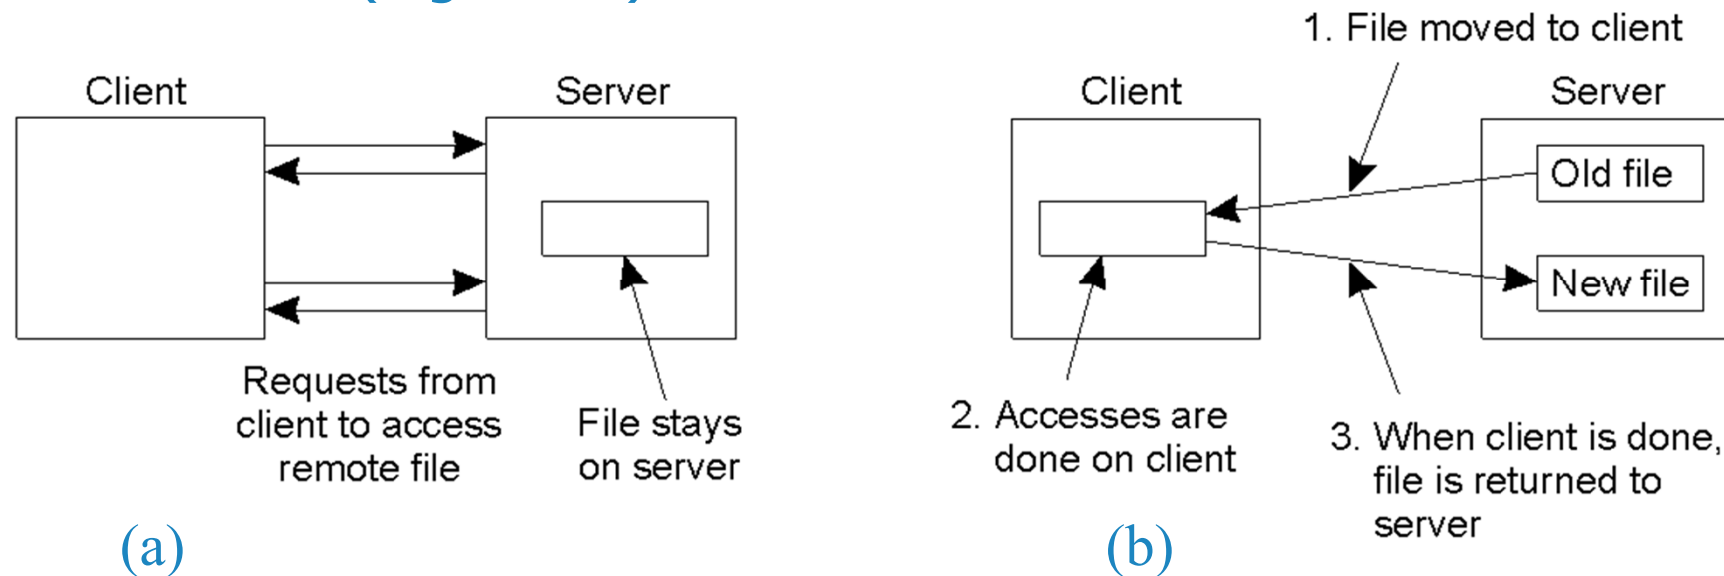 Client
Server
Requests from
client to access
remote file
File stays
on server
(a)
1. File moved to client
Client
Server
Old file
New file
2. Accesses are
done on client
3. When client is done,
file is returned to
server
(b)